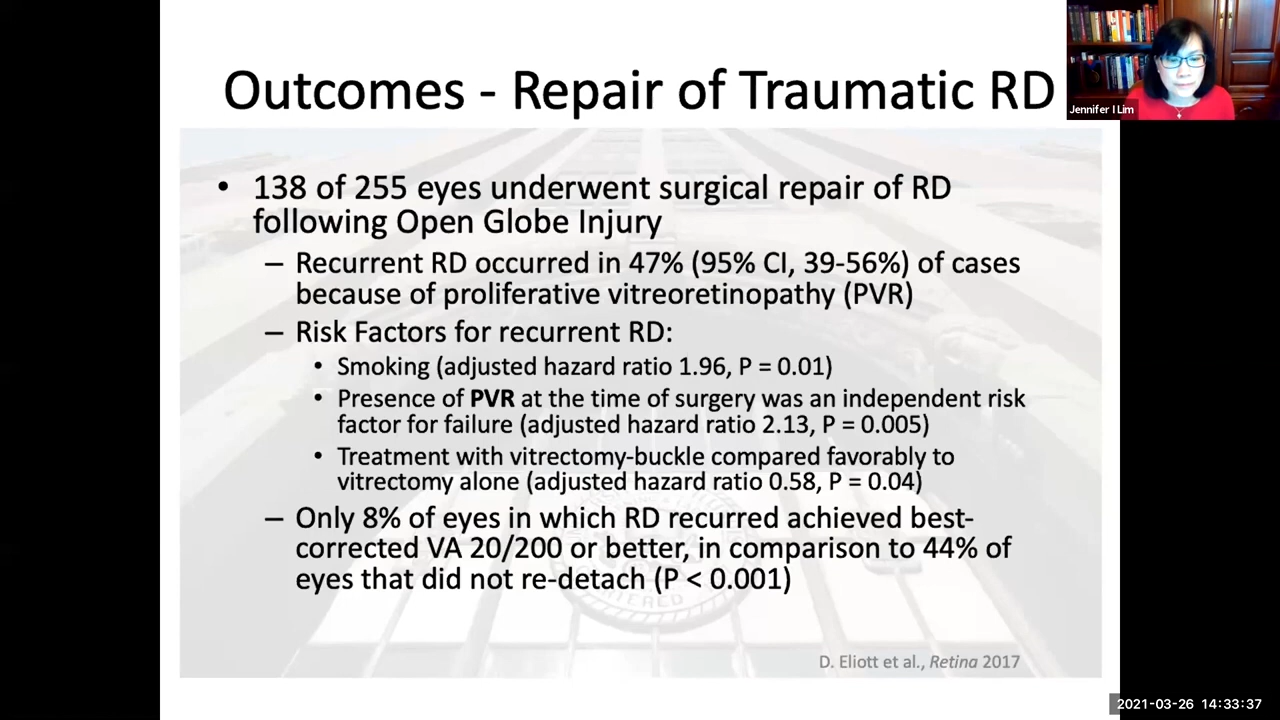 Outcomes - Repair of Traumatic RD
Jennifer I Lim
• 138 of 255 eyes underwent surgical repair of RD
following Open Globe Injury
– Recurrent RD occurred in 47% (95% CI, 39-56%) of cases
because of proliferative vitreoretinopathy (PVR)
– Risk Factors for recurrent RD:
• Smoking (adjusted hazard ratio 1.96, P = 0.01)
• Presence of PVR at the time of surgery was an independent risk
factor for failure (adjusted hazard ratio 2.13, P = 0.005)
• Treatment with vitrectomy-buckle compared favorably to
vitrectomy alone (adjusted hazard ratio 0.58, P = 0.04)
– Only 8% of eyes in which RD recurred achieved best-
corrected VA 20/200 or better, in comparison to 44% of
eyes that did not re-detach (P < 0.001)
D. Eliott et al., Retina 2017
2021-03-26 14:33:37